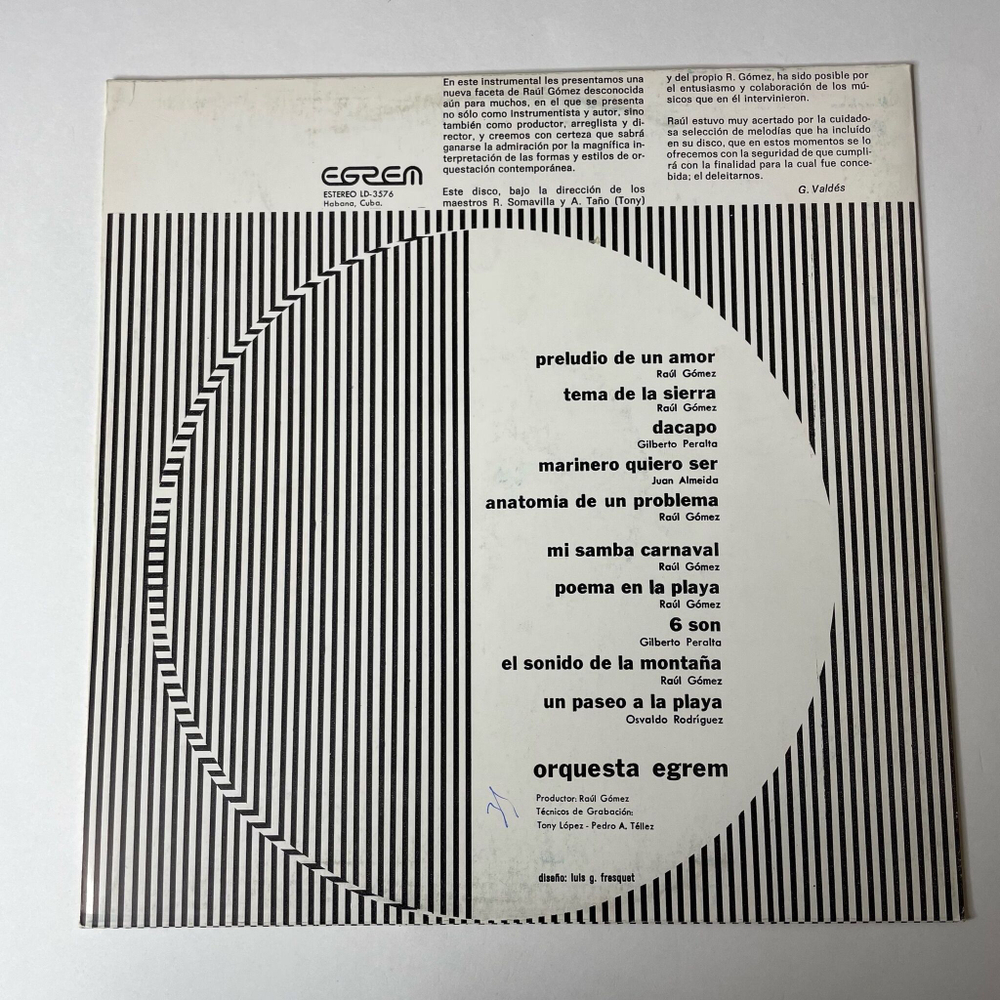 EGREM
ESTEREO LD-3576
Habana, Cuba.
En este instrumental les presentamos una
nueva faceta de Raúl Gómez desconocida
aún para muchos, en el que se presenta
no sólo como instrumentista y autor, sino
también como productor, arreglista y di-
rector, y creemos con certeza que sabrá
ganarse la admiración por la magnífica in-
terpretación de las formas y estilos de or-
questación contemporánea.
Este disco, bajo la dirección de los
maestros R. Somavilla y A. Taño (Tony)
y del propio R. Gómez, ha sido posible por
el entusiasmo y colaboración de los mú-
sicos que en él intervinieron.
Raúl estuvo muy acertado por la cuidado-
sa selección de melodías que ha incluído
en su disco, que en estos momentos se lo
ofrecemos con la seguridad de que cumpli-
rá con la finalidad para la cual fue conce-
bida; el deleitarnos.
G. Valdés
preludio de un amor
Raúl Gómez
tema de la sierra
Raúl Gómez
dacapo
Gilberto Peralta
marinero quiero ser
Juan Almeida
anatomía de un problema
Raúl Gómez
mi samba carnaval
Raúl Gómez
poema en la playa
Raúl Gómez
6 son
Gilberto Peralta
el sonido de la montaña
Raúl Gómez
un paseo a la playa
Osvaldo Rodríguez
orquesta egrem
Productor: Raúl Gómez
Técnicos de Grabación:
Tony López - Pedro A. Téllez
diseño: luis g. fresquet